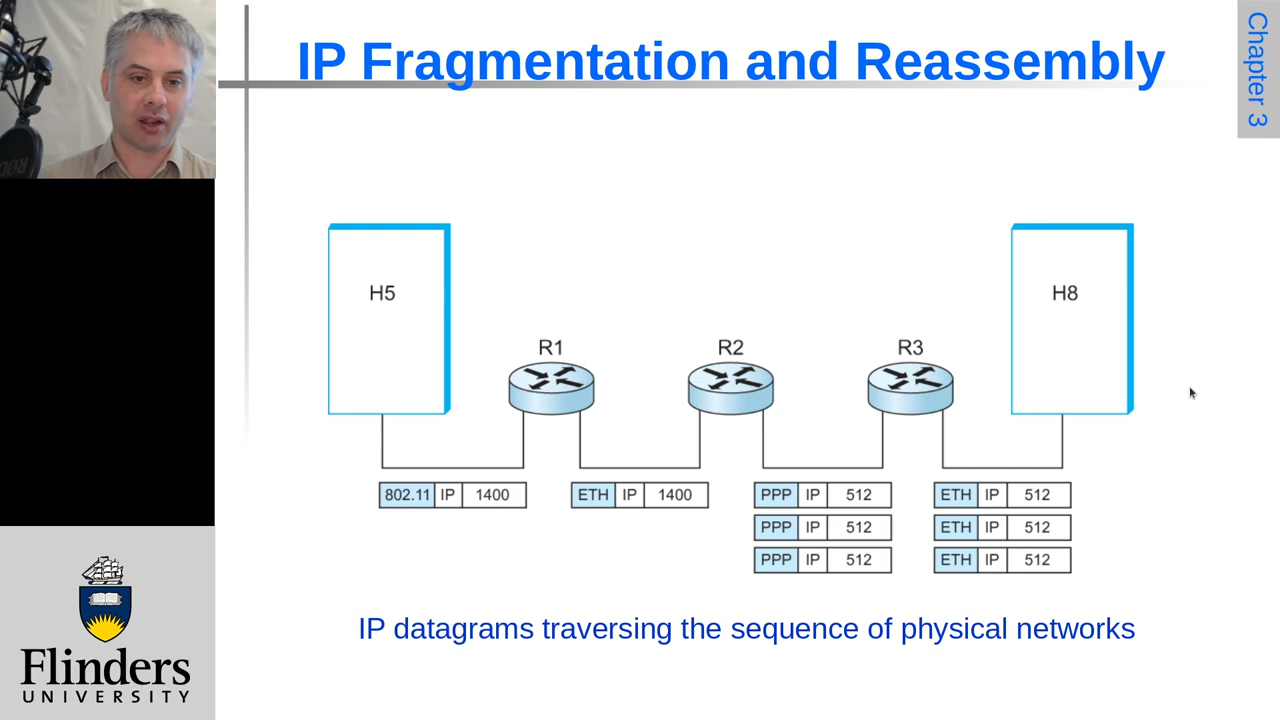 IP Fragmentation and Reassembly
Chapter 3
H5
H8
R1
R2
R3
802.11 IP 1400
ETH IP 1400
PPP IP 512
PPP IP 512
PPP IP 512
ETH IP 512
ETH IP 512
ETH IP 512
IP datagrams traversing the sequence of physical networks
RØDE
Flinders
UNIVERSITY